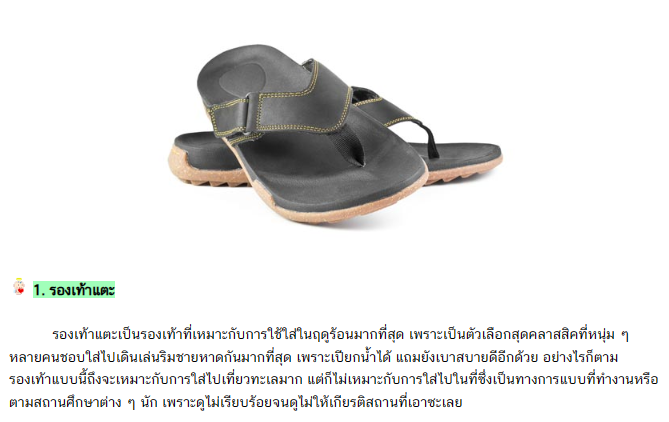 1. รองเท้าแตะ
รองเท้าแตะเป็นรองเท้าที่เหมาะกับการใช้ใส่ในฤดูร้อนมากที่สุด เพราะเป็นตัวเลือกสุดคลาสสิคที่หนุ่ม ๆ
หลายคนชอบใส่ไปเดินเล่นริมชายหาดกันมากที่สุด เพราะเปียกน้ำได้ แถมยังเบาสบายดีอีกด้วย อย่างไรก็ตาม
รองเท้าแบบนี้ถึงจะเหมาะกับการใส่ไปเที่ยวทะเลมาก แต่ก็ไม่เหมาะกับการใส่ไปในที่ซึ่งเป็นทางการแบบที่ทำงานหรือ
ตามสถานศึกษาต่าง ๆ นัก เพราะดูไม่เรียบร้อยจนดูไม่ให้เกียรติสถานที่เอาซะเลย